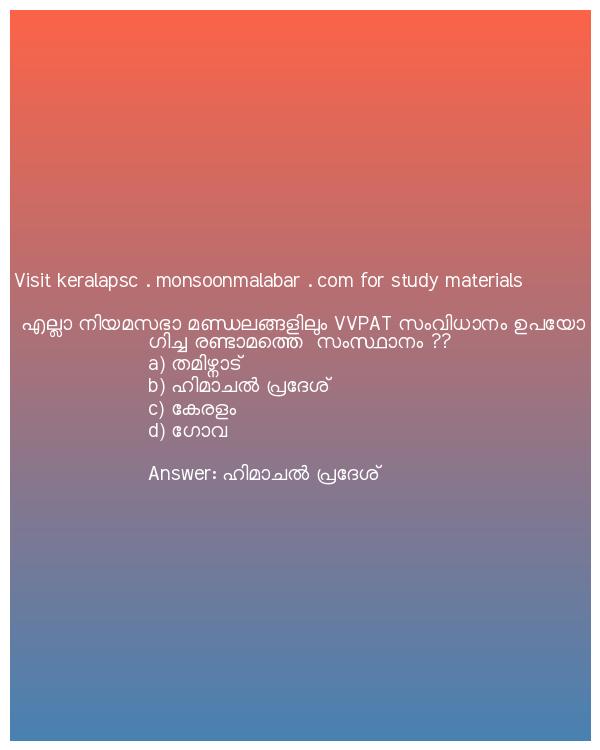 Visit keralapsc . monsoonmalabar . com for study materials
എല്ലാ നിയമസഭാ മണ്ഡലങ്ങളിലും VVPAT സംവിധാനം ഉപയോ
ഗിച്ച രണ്ടാമത്തെ സംസ്ഥാനം ??
a) തമിഴ്നാട്
b) ഹിമാചൽ പ്രദേശ്
c) കേരളം
d) ഗോവ
Answer: ഹിമാചൽ പ്രദേശ്